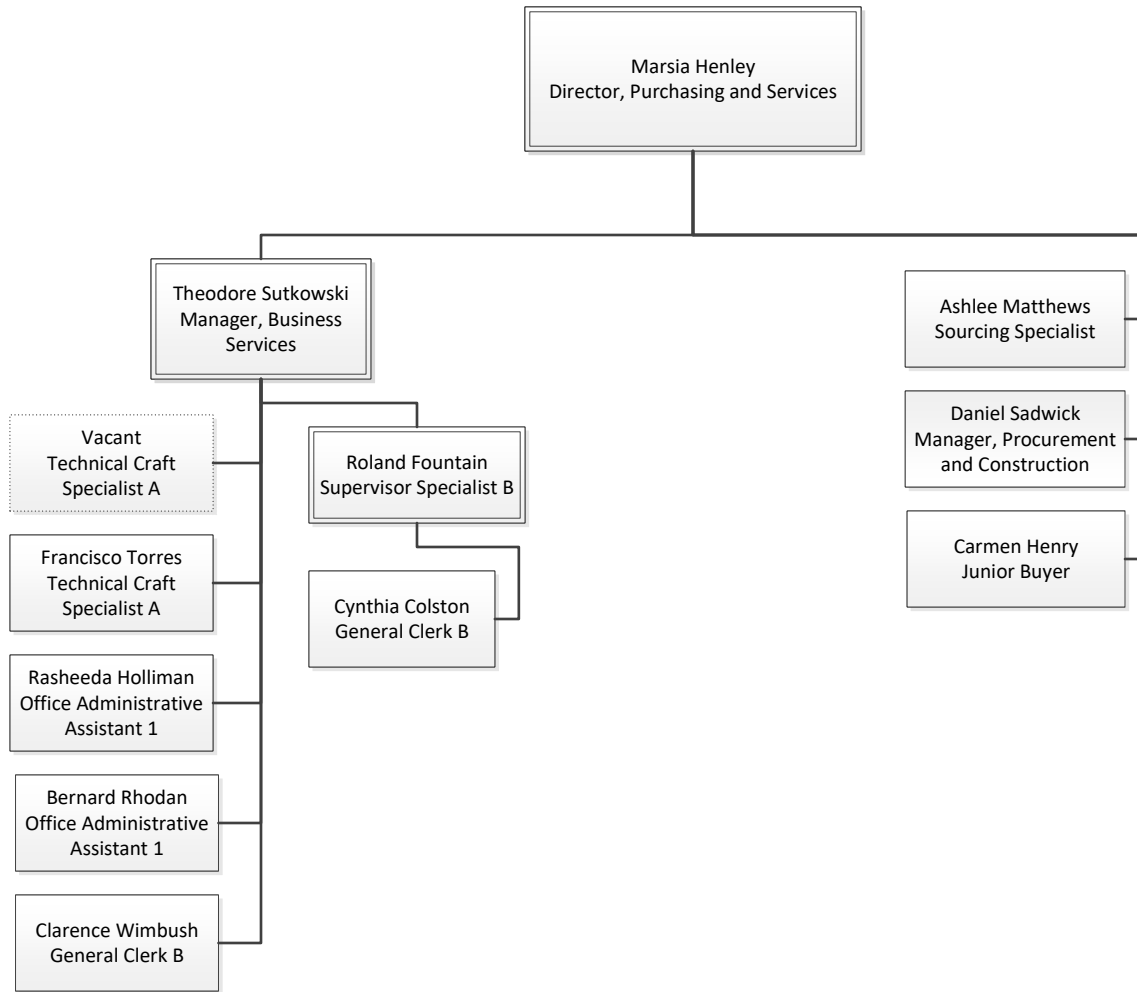 Marsia Henley
Director, Purchasing and Services
Theodore Sutkowski
Manager, Business
Services
Vacant
Technical Craft
Specialist A
Francisco Torres
Technical Craft
Specialist A
Rasheeda Holliman
Office Administrative
Assistant 1
Bernard Rhodan
Office Administrative
Assistant 1
Clarence Wimbush
General Clerk B
Roland Fountain
Supervisor Specialist B
Cynthia Colston
General Clerk B
Ashlee Matthews
Sourcing Specialist
Daniel Sadwick
Manager, Procurement
and Construction
Carmen Henry
Junior Buyer